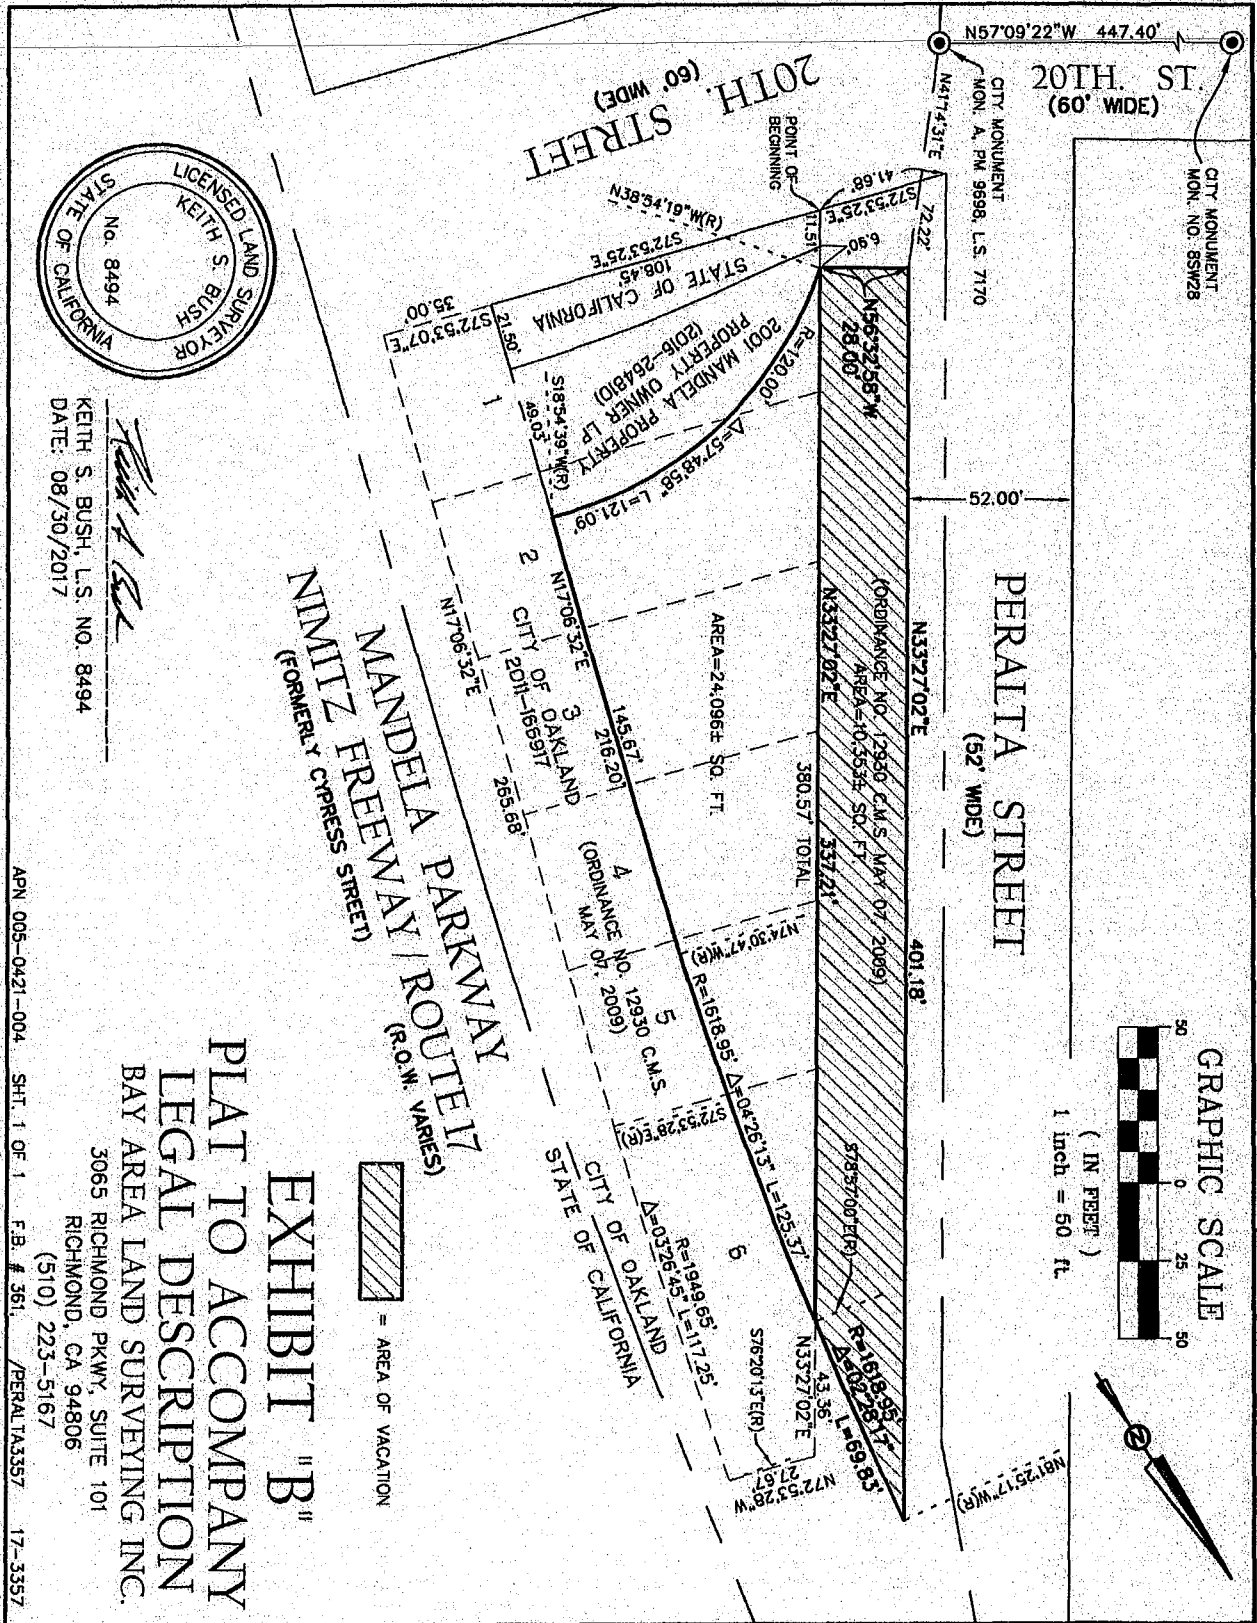 N57°09'22"W 447.40'
20TH. ST.
(60' WIDE)
CITY MONUMENT
MON. NO. 8SW28
CITY MONUMENT
MON. A, PM 9698, L.S. 7170
N41°14'31"E
72.22'
20TH. STREET
(60' WIDE)
POINT OF
BEGINNING
S72°53'25"E
41.68'
11.51'
6.90'
N38°54'19"W(R)
S72°53'25"E
108.45'
STATE OF CALIFORNIA
S72°53'07"E
35.00'
21.50'
2001 MANDELA PROPERTY
PROPERTY OWNER LP
(2016-264810)
R=120.00'
Δ=57°48'58" L=121.09'
S18°54'39"W(R)
49.03'
N56°32'58"W
26.00'
52.00'
PERALTA STREET
(52' WIDE)
N33°27'02"E
401.18'
(ORDINANCE NO. 12930 C.M.S. MAY 07, 2009)
AREA=10,353± SQ. FT.
N33°27'02"E
337.21'
380.57' TOTAL
AREA=24,096± SQ. FT.
1
2
3
4
5
6
N17°06'32"E
145.67'
216.20'
CITY OF OAKLAND
2011-166917
N17°06'32"E
265.68'
(ORDINANCE NO. 12930 C.M.S.
MAY 07, 2009)
N74°30'47"W(R)
R=1618.95' Δ=04°26'13" L=125.37'
S72°53'28"E(R)
S78°57'00"E(R)
R=1618.95'
Δ=02°28'17"
L=69.83'
43.36'
N33°27'02"E
S76°20'13"E(R)
27.67'
N72°53'28"W
N81°25'17"W(R)
R=1949.65'
Δ=03°26'45" L=117.25'
CITY OF OAKLAND
STATE OF CALIFORNIA
MANDELA PARKWAY
NIMITZ FREEWAY / ROUTE 17
(FORMERLY CYPRESS STREET)
(R.O.W. VARIES)
GRAPHIC SCALE
50 0 25 50
( IN FEET )
1 inch = 50 ft.
LICENSED LAND SURVEYOR
KEITH S. BUSH
No. 8494
STATE OF CALIFORNIA
KEITH S. BUSH, L.S. NO. 8494
DATE: 08/30/2017
= AREA OF VACATION
EXHIBIT "B"
PLAT TO ACCOMPANY
LEGAL DESCRIPTION
BAY AREA LAND SURVEYING INC.
3065 RICHMOND PKWY, SUITE 101
RICHMOND, CA 94806
(510) 223-5167
APN 005-0421-004 SHT. 1 OF 1 F.B. # 361, /PERALTA3357 17-3357